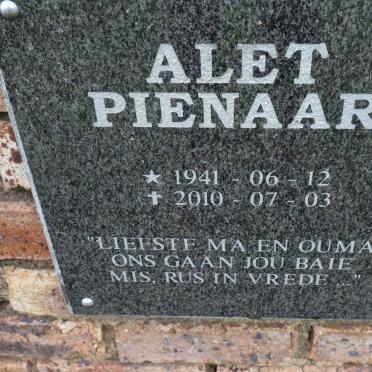 ALET
PIENAAR
★ 1941 - 06 - 12
✝ 2010 - 07 - 03
"LIEFSTE MA EN OUMA
ONS GAAN JOU BAIE
MIS. RUS IN VREDE ..."